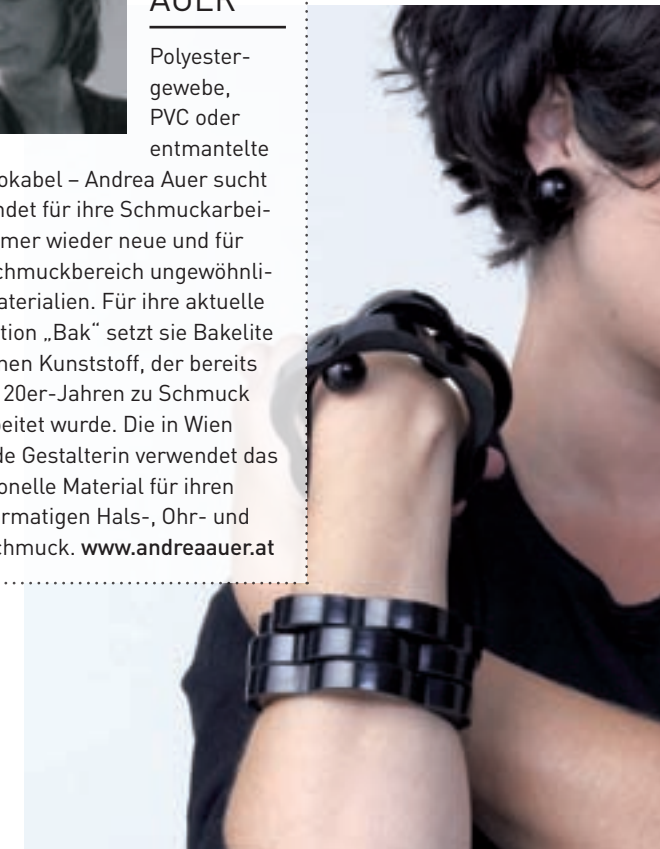 AUER
Polyester-
gewebe,
PVC oder
entmantelte
okabel – Andrea Auer sucht
ndet für ihre Schmuckarbei-
mer wieder neue und für
chmuckbereich ungewöhnli-
aterialien. Für ihre aktuelle
tion „Bak“ setzt sie Bakelite
nen Kunststoff, der bereits
20er-Jahren zu Schmuck
beitet wurde. Die in Wien
de Gestalterin verwendet das
onelle Material für ihren
rmatigen Hals-, Ohr- und
chmuck. www.andreaauer.at